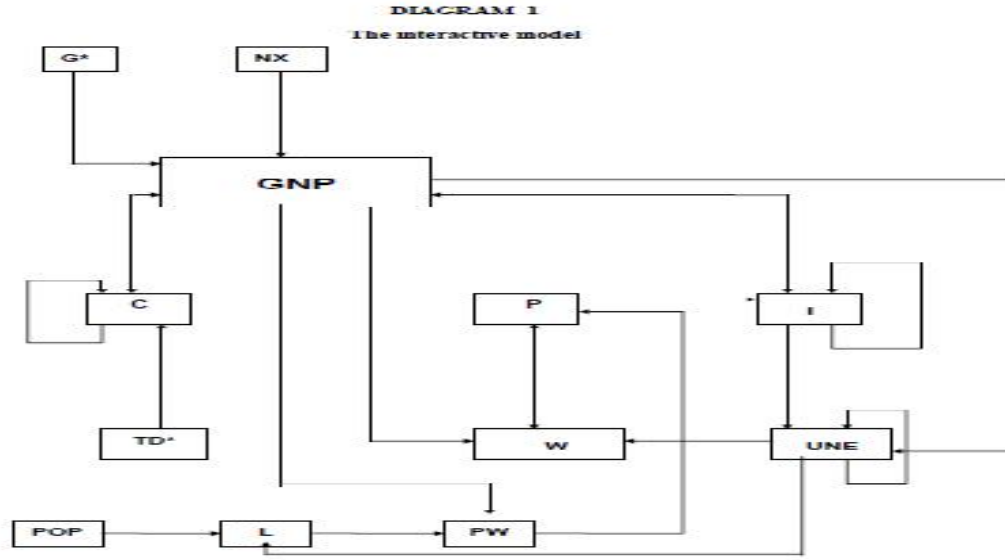 DIAGRAM 1
The interactive model
G*
NX
GNP
C
P
I
TD*
W
UNE
POP
L
PW